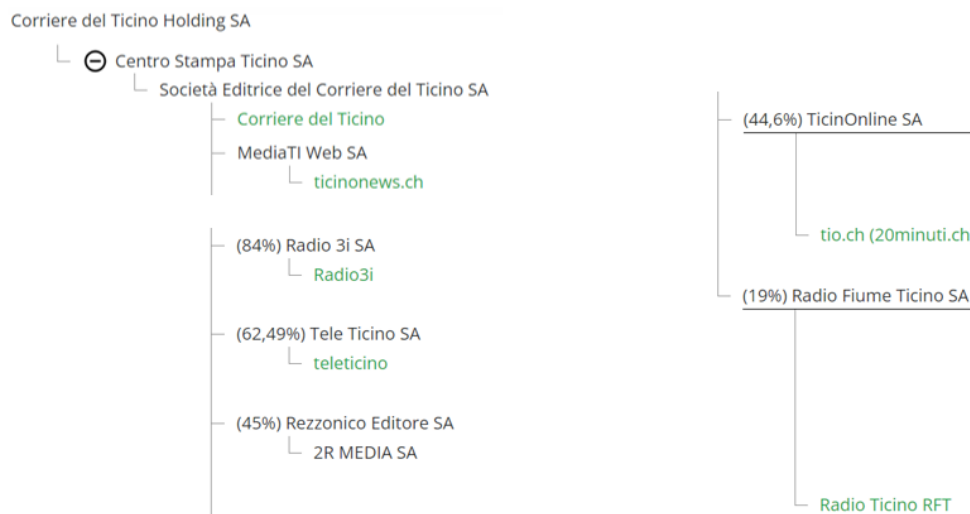 Corriere del Ticino Holding SA
Centro Stampa Ticino SA
Società Editrice del Corriere del Ticino SA
Corriere del Ticino
MediaTI Web SA
ticinonews.ch
(84%) Radio 3i SA
Radio3i
(62,49%) Tele Ticino SA
teleticino
(45%) Rezzonico Editore SA
2R MEDIA SA
(44,6%) TicinOnline SA
tio.ch (20minuti.ch
(19%) Radio Fiume Ticino SA
Radio Ticino RFT